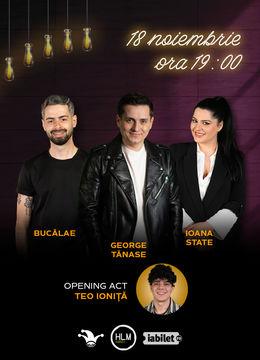 18 noiembrie
ora 19:00
BUCĂLAE
GEORGE
TĂNASE
IOANA
STATE
OPENING ACT
TEO IONIȚĂ
HLM
iabilet